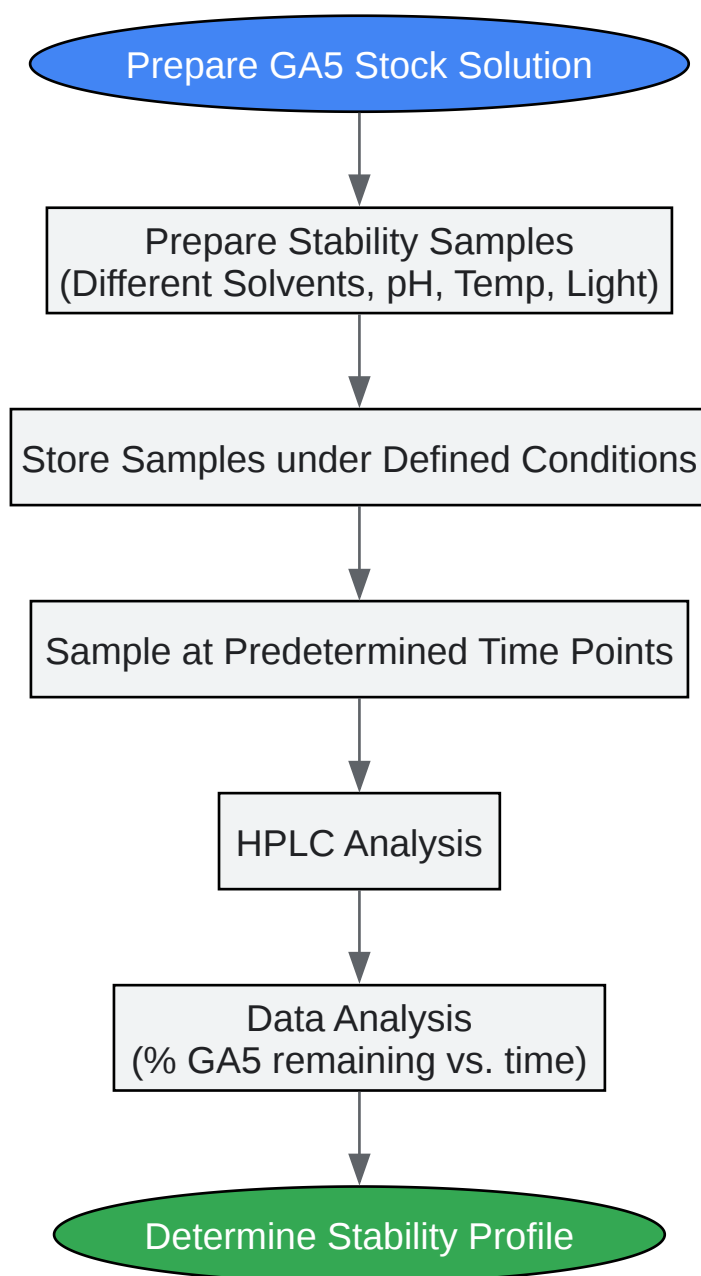 Prepare GA5 Stock Solution
Prepare Stability Samples
(Different Solvents, pH, Temp, Light)
Store Samples under Defined Conditions
Sample at Predetermined Time Points
HPLC Analysis
Data Analysis
(% GA5 remaining vs. time)
Determine Stability Profile